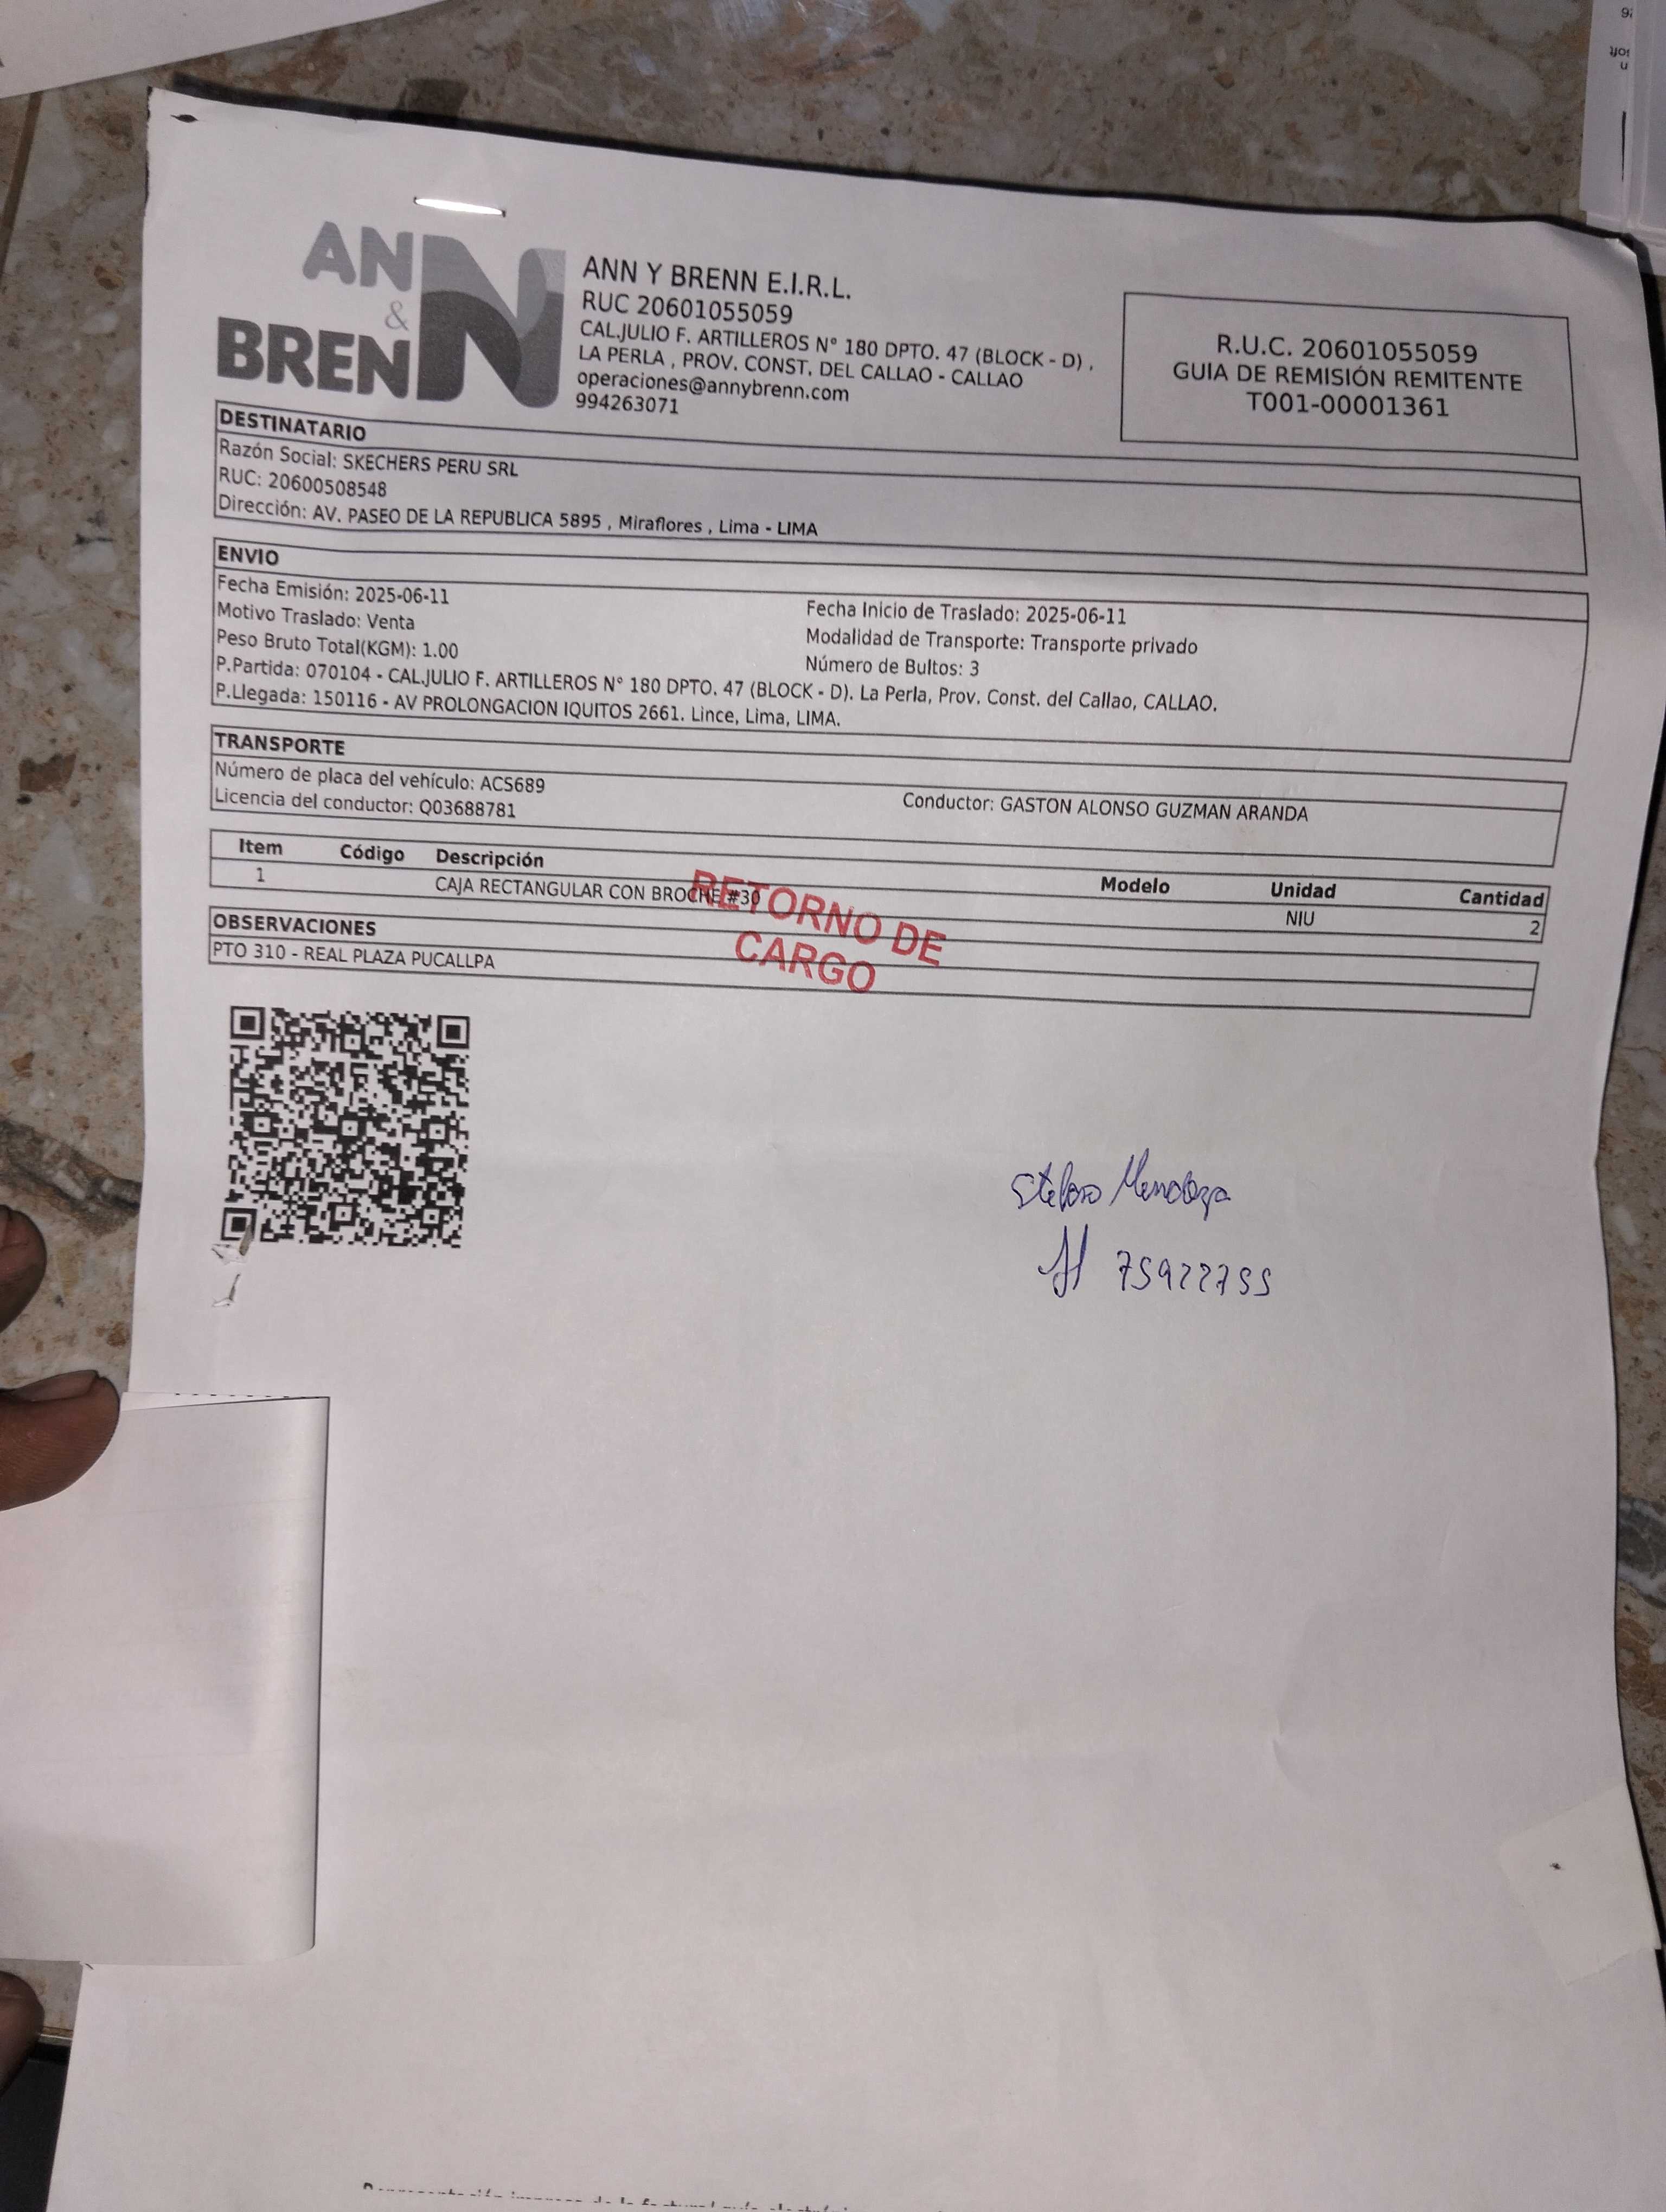 AN
&
BRENN
ANN Y BRENN E.I.R.L.
RUC 20601055059
CAL.JULIO F. ARTILLEROS N° 180 DPTO. 47 (BLOCK - D) ,
LA PERLA , PROV. CONST. DEL CALLAO - CALLAO
operaciones@annybrenn.com
994263071
R.U.C. 20601055059
GUIA DE REMISIÓN REMITENTE
T001-00001361
DESTINATARIO
Razón Social: SKECHERS PERU SRL
RUC: 20600508548
Dirección: AV. PASEO DE LA REPUBLICA 5895 , Miraflores , Lima - LIMA
ENVIO
Fecha Emisión: 2025-06-11 Fecha Inicio de Traslado: 2025-06-11
Motivo Traslado: Venta Modalidad de Transporte: Transporte privado
Peso Bruto Total(KGM): 1.00 Número de Bultos: 3
P.Partida: 070104 - CAL.JULIO F. ARTILLEROS N° 180 DPTO. 47 (BLOCK - D). La Perla, Prov. Const. del Callao, CALLAO.
P.Llegada: 150116 - AV PROLONGACION IQUITOS 2661. Lince, Lima, LIMA.
TRANSPORTE
Número de placa del vehículo: ACS689 Conductor: GASTON ALONSO GUZMAN ARANDA
Licencia del conductor: Q03688781
Item Código Descripción Modelo Unidad Cantidad
1 CAJA RECTANGULAR CON BROCHE #30 NIU 2
RETORNO DE
CARGO
OBSERVACIONES
PTO 310 - REAL PLAZA PUCALLPA
Mendoza